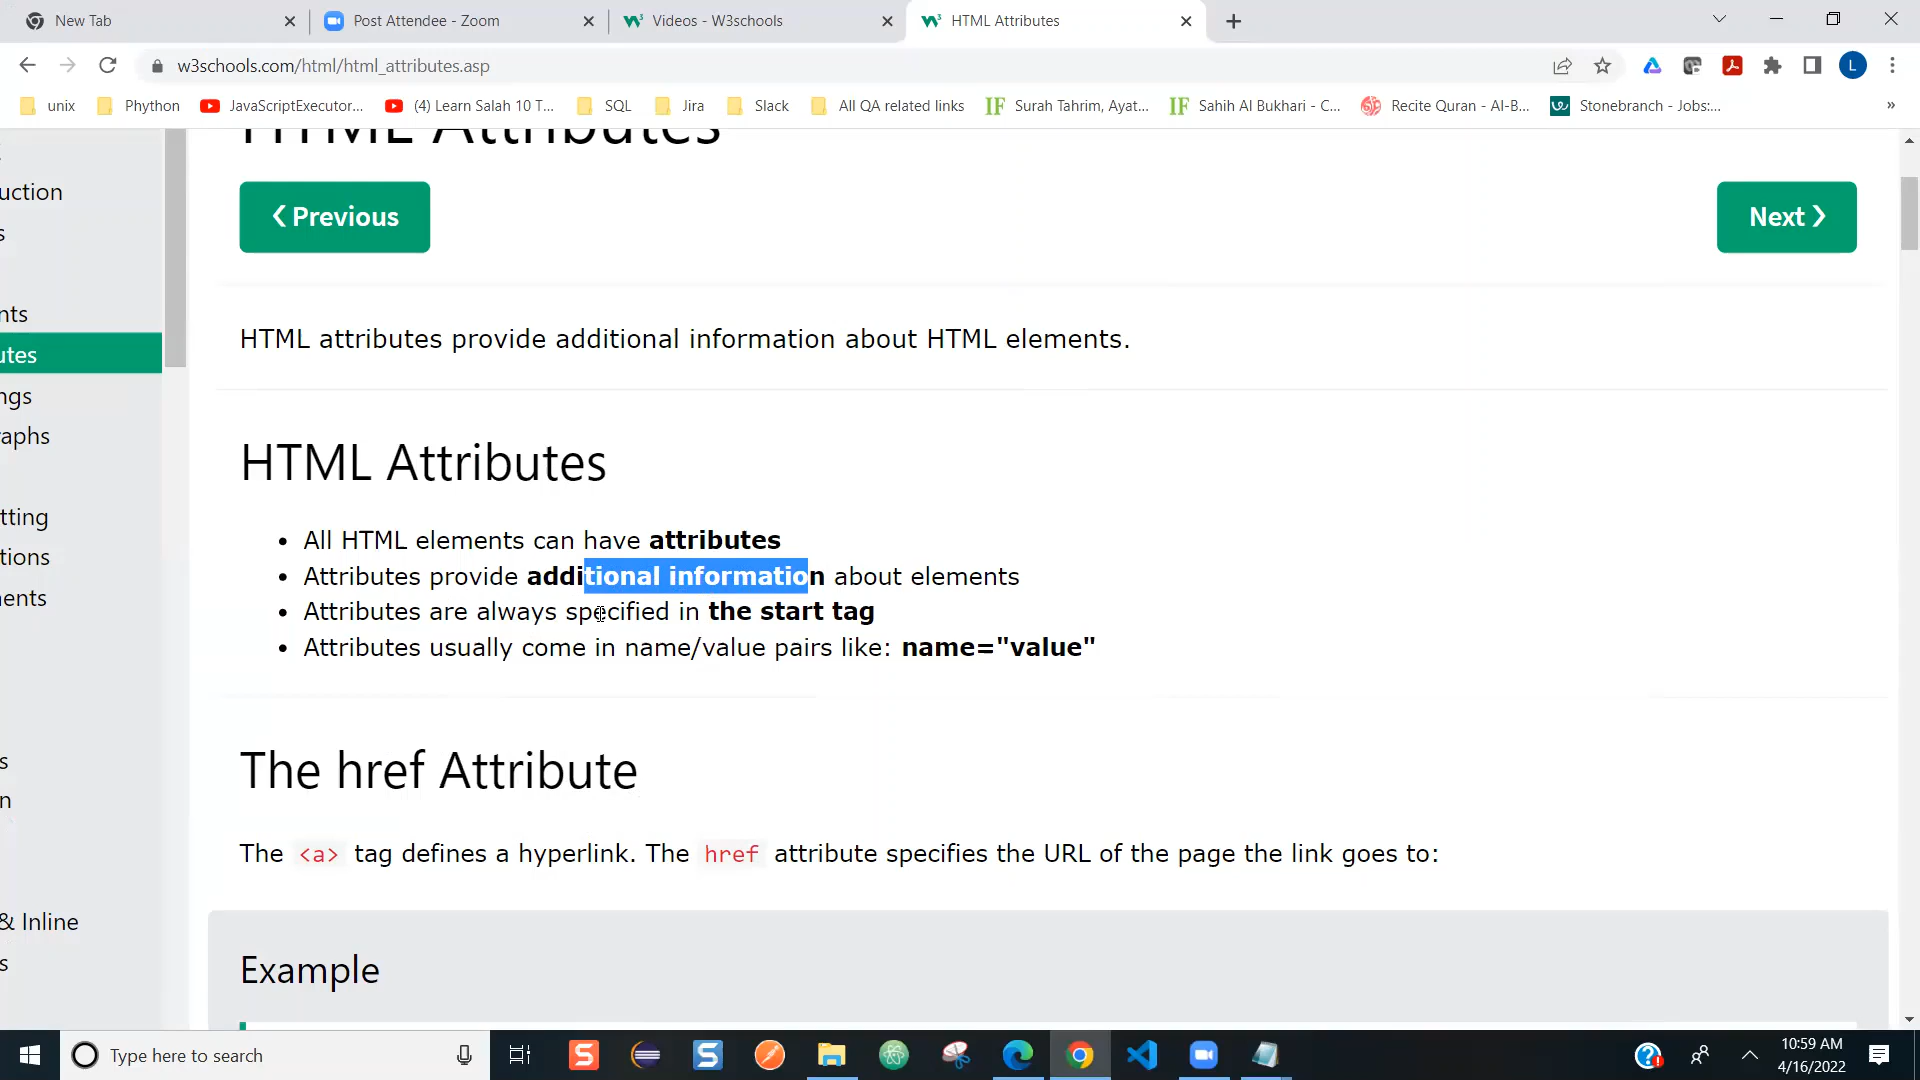 New Tab
Post Attendee - Zoom
Videos - W3schools
HTML Attributes
w3schools.com/html/html_attributes.asp
L
unix
Phython
JavaScriptExecutor...
(4) Learn Salah 10 T...
SQL
Jira
Slack
All QA related links
IF Surah Tahrim, Ayat...
IF Sahih Al Bukhari - C...
Recite Quran - Al-B...
Stonebranch - Jobs:...
»
HTML Attributes
❮ Previous
Next ❯
HTML attributes provide additional information about HTML elements.
HTML Attributes
• All HTML elements can have attributes
• Attributes provide additional information about elements
• Attributes are always specified in the start tag
• Attributes usually come in name/value pairs like: name="value"
The href Attribute
The <a> tag defines a hyperlink. The href attribute specifies the URL of the page the link goes to:
Example
uction
s
nts
utes
ngs
raphs
tting
tions
ents
s
n
& Inline
s
Type here to search
10:59 AM
4/16/2022